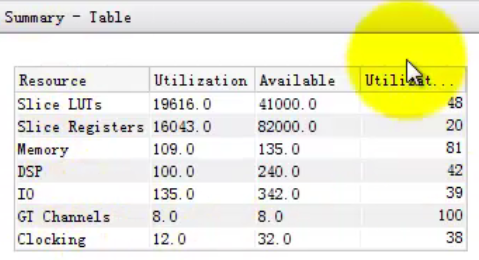 Summary - Table
Resource Utilization Available Utilizat...
Slice LUTs 19616.0 41000.0 48
Slice Registers 16043.0 82000.0 20
Memory 109.0 135.0 81
DSP 100.0 240.0 42
IO 135.0 342.0 39
GT Channels 8.0 8.0 100
Clocking 12.0 32.0 38